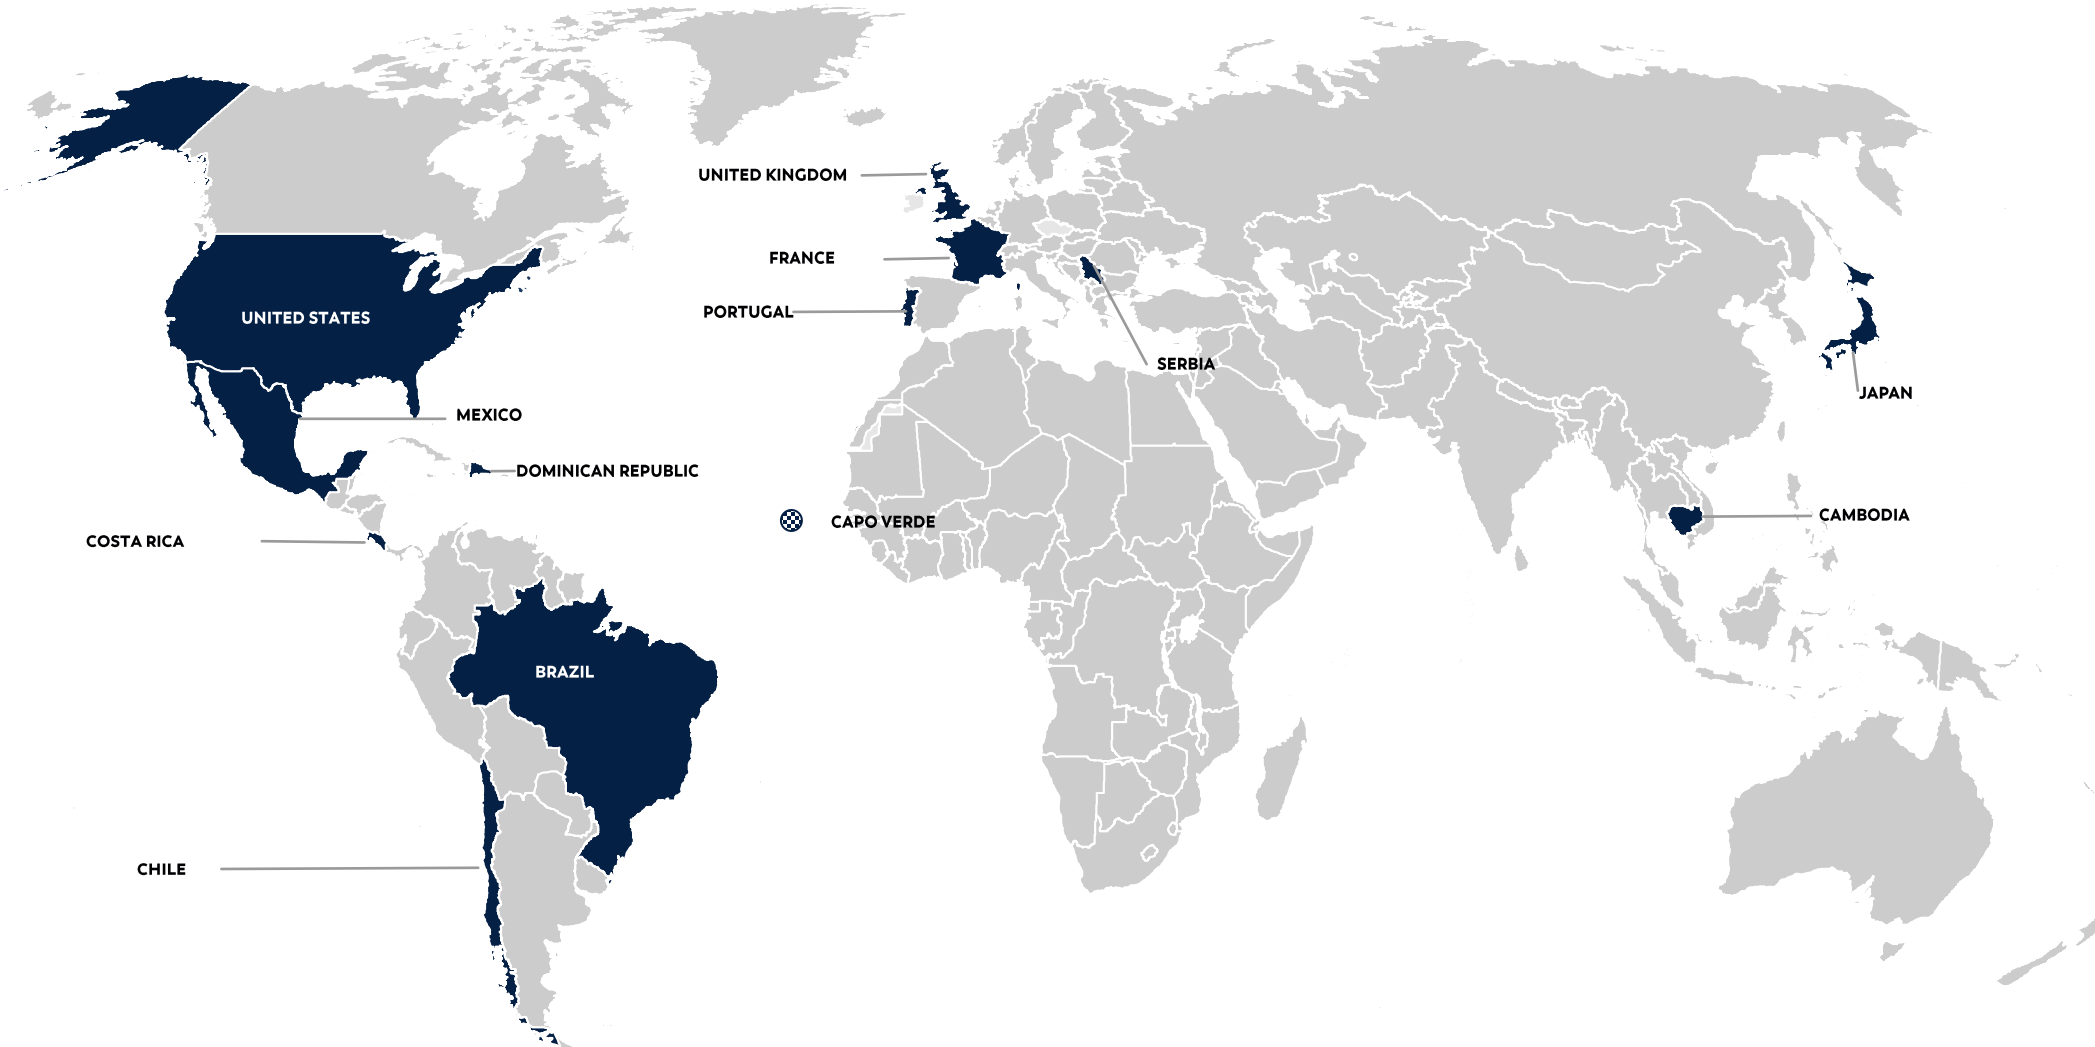 UNITED KINGDOM
FRANCE
PORTUGAL
UNITED STATES
SERBIA
JAPAN
MEXICO
DOMINICAN REPUBLIC
CAPO VERDE
CAMBODIA
COSTA RICA
BRAZIL
CHILE